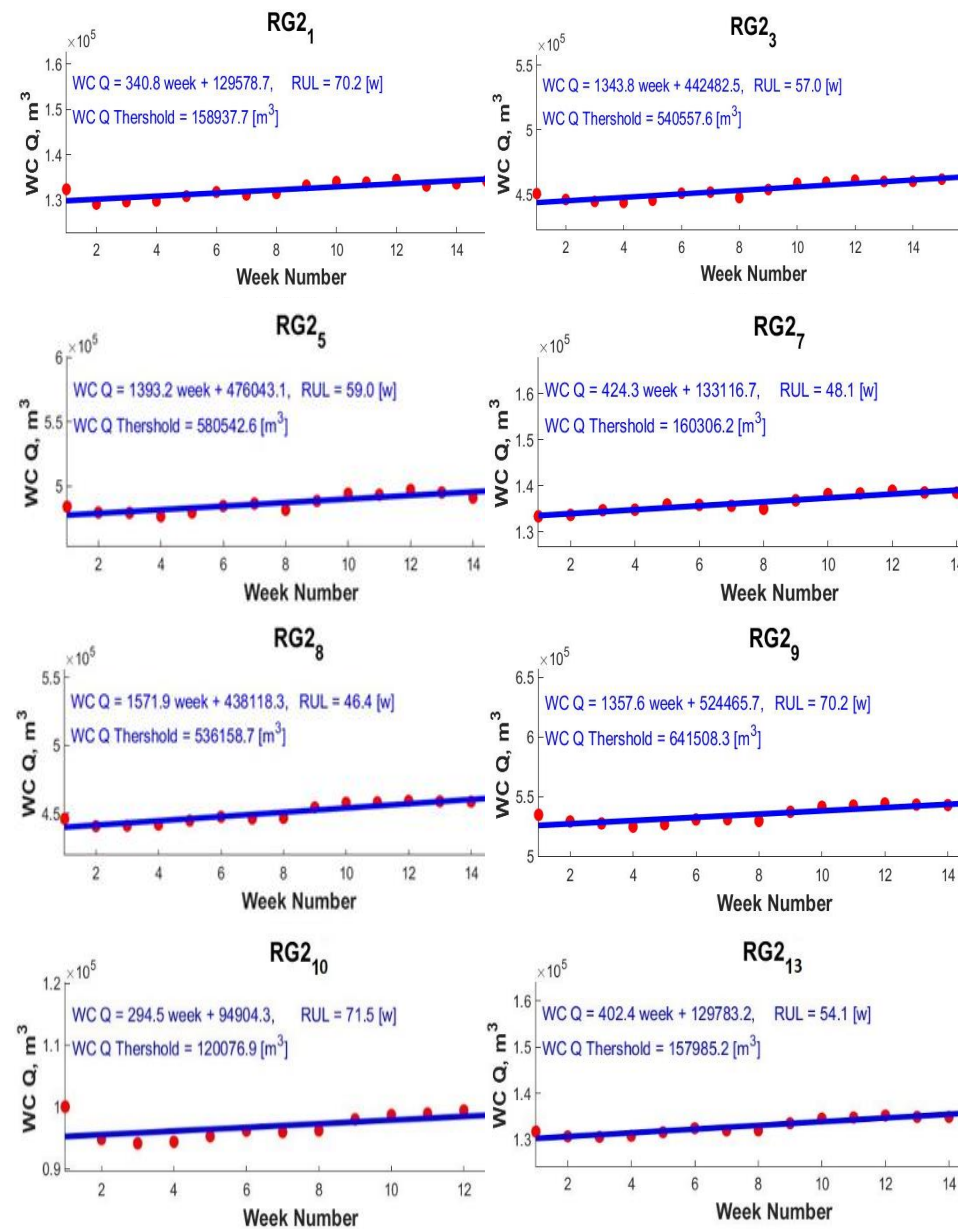 RG2₁
×10⁵
1.6
WC Q = 340.8 week + 129578.7, RUL = 70.2 [w]
1.5
WC Q Thershold = 158937.7 [m³]
1.4
1.3
WC Q, m³
2 4 6 8 10 12 14
Week Number
RG2₃
×10⁵
5.5
WC Q = 1343.8 week + 442482.5, RUL = 57.0 [w]
WC Q Thershold = 540557.6 [m³]
5
4.5
WC Q, m³
2 4 6 8 10 12 14
Week Number
RG2₅
×10⁵
6
WC Q = 1393.2 week + 476043.1, RUL = 59.0 [w]
5.5
WC Q Thershold = 580542.6 [m³]
5
WC Q, m³
2 4 6 8 10 12 14
Week Number
RG2₇
×10⁵
1.6
WC Q = 424.3 week + 133116.7, RUL = 48.1 [w]
WC Q Thershold = 160306.2 [m³]
1.5
1.4
1.3
WC Q, m³
2 4 6 8 10 12 14
Week Number
RG2₈
×10⁵
5.5
WC Q = 1571.9 week + 438118.3, RUL = 46.4 [w]
WC Q Thershold = 536158.7 [m³]
5
4.5
WC Q, m³
2 4 6 8 10 12 14
Week Number
RG2₉
×10⁵
6.5
WC Q = 1357.6 week + 524465.7, RUL = 70.2 [w]
WC Q Thershold = 641508.3 [m³]
6
5.5
5
WC Q, m³
2 4 6 8 10 12 14
Week Number
RG2₁₀
×10⁵
1.2
WC Q = 294.5 week + 94904.3, RUL = 71.5 [w]
WC Q Thershold = 120076.9 [m³]
1.1
1
0.9
WC Q, m³
2 4 6 8 10 12
Week Number
RG2₁₃
×10⁵
1.6
WC Q = 402.4 week + 129783.2, RUL = 54.1 [w]
1.5
WC Q Thershold = 157985.2 [m³]
1.4
1.3
WC Q, m³
2 4 6 8 10 12 14
Week Number